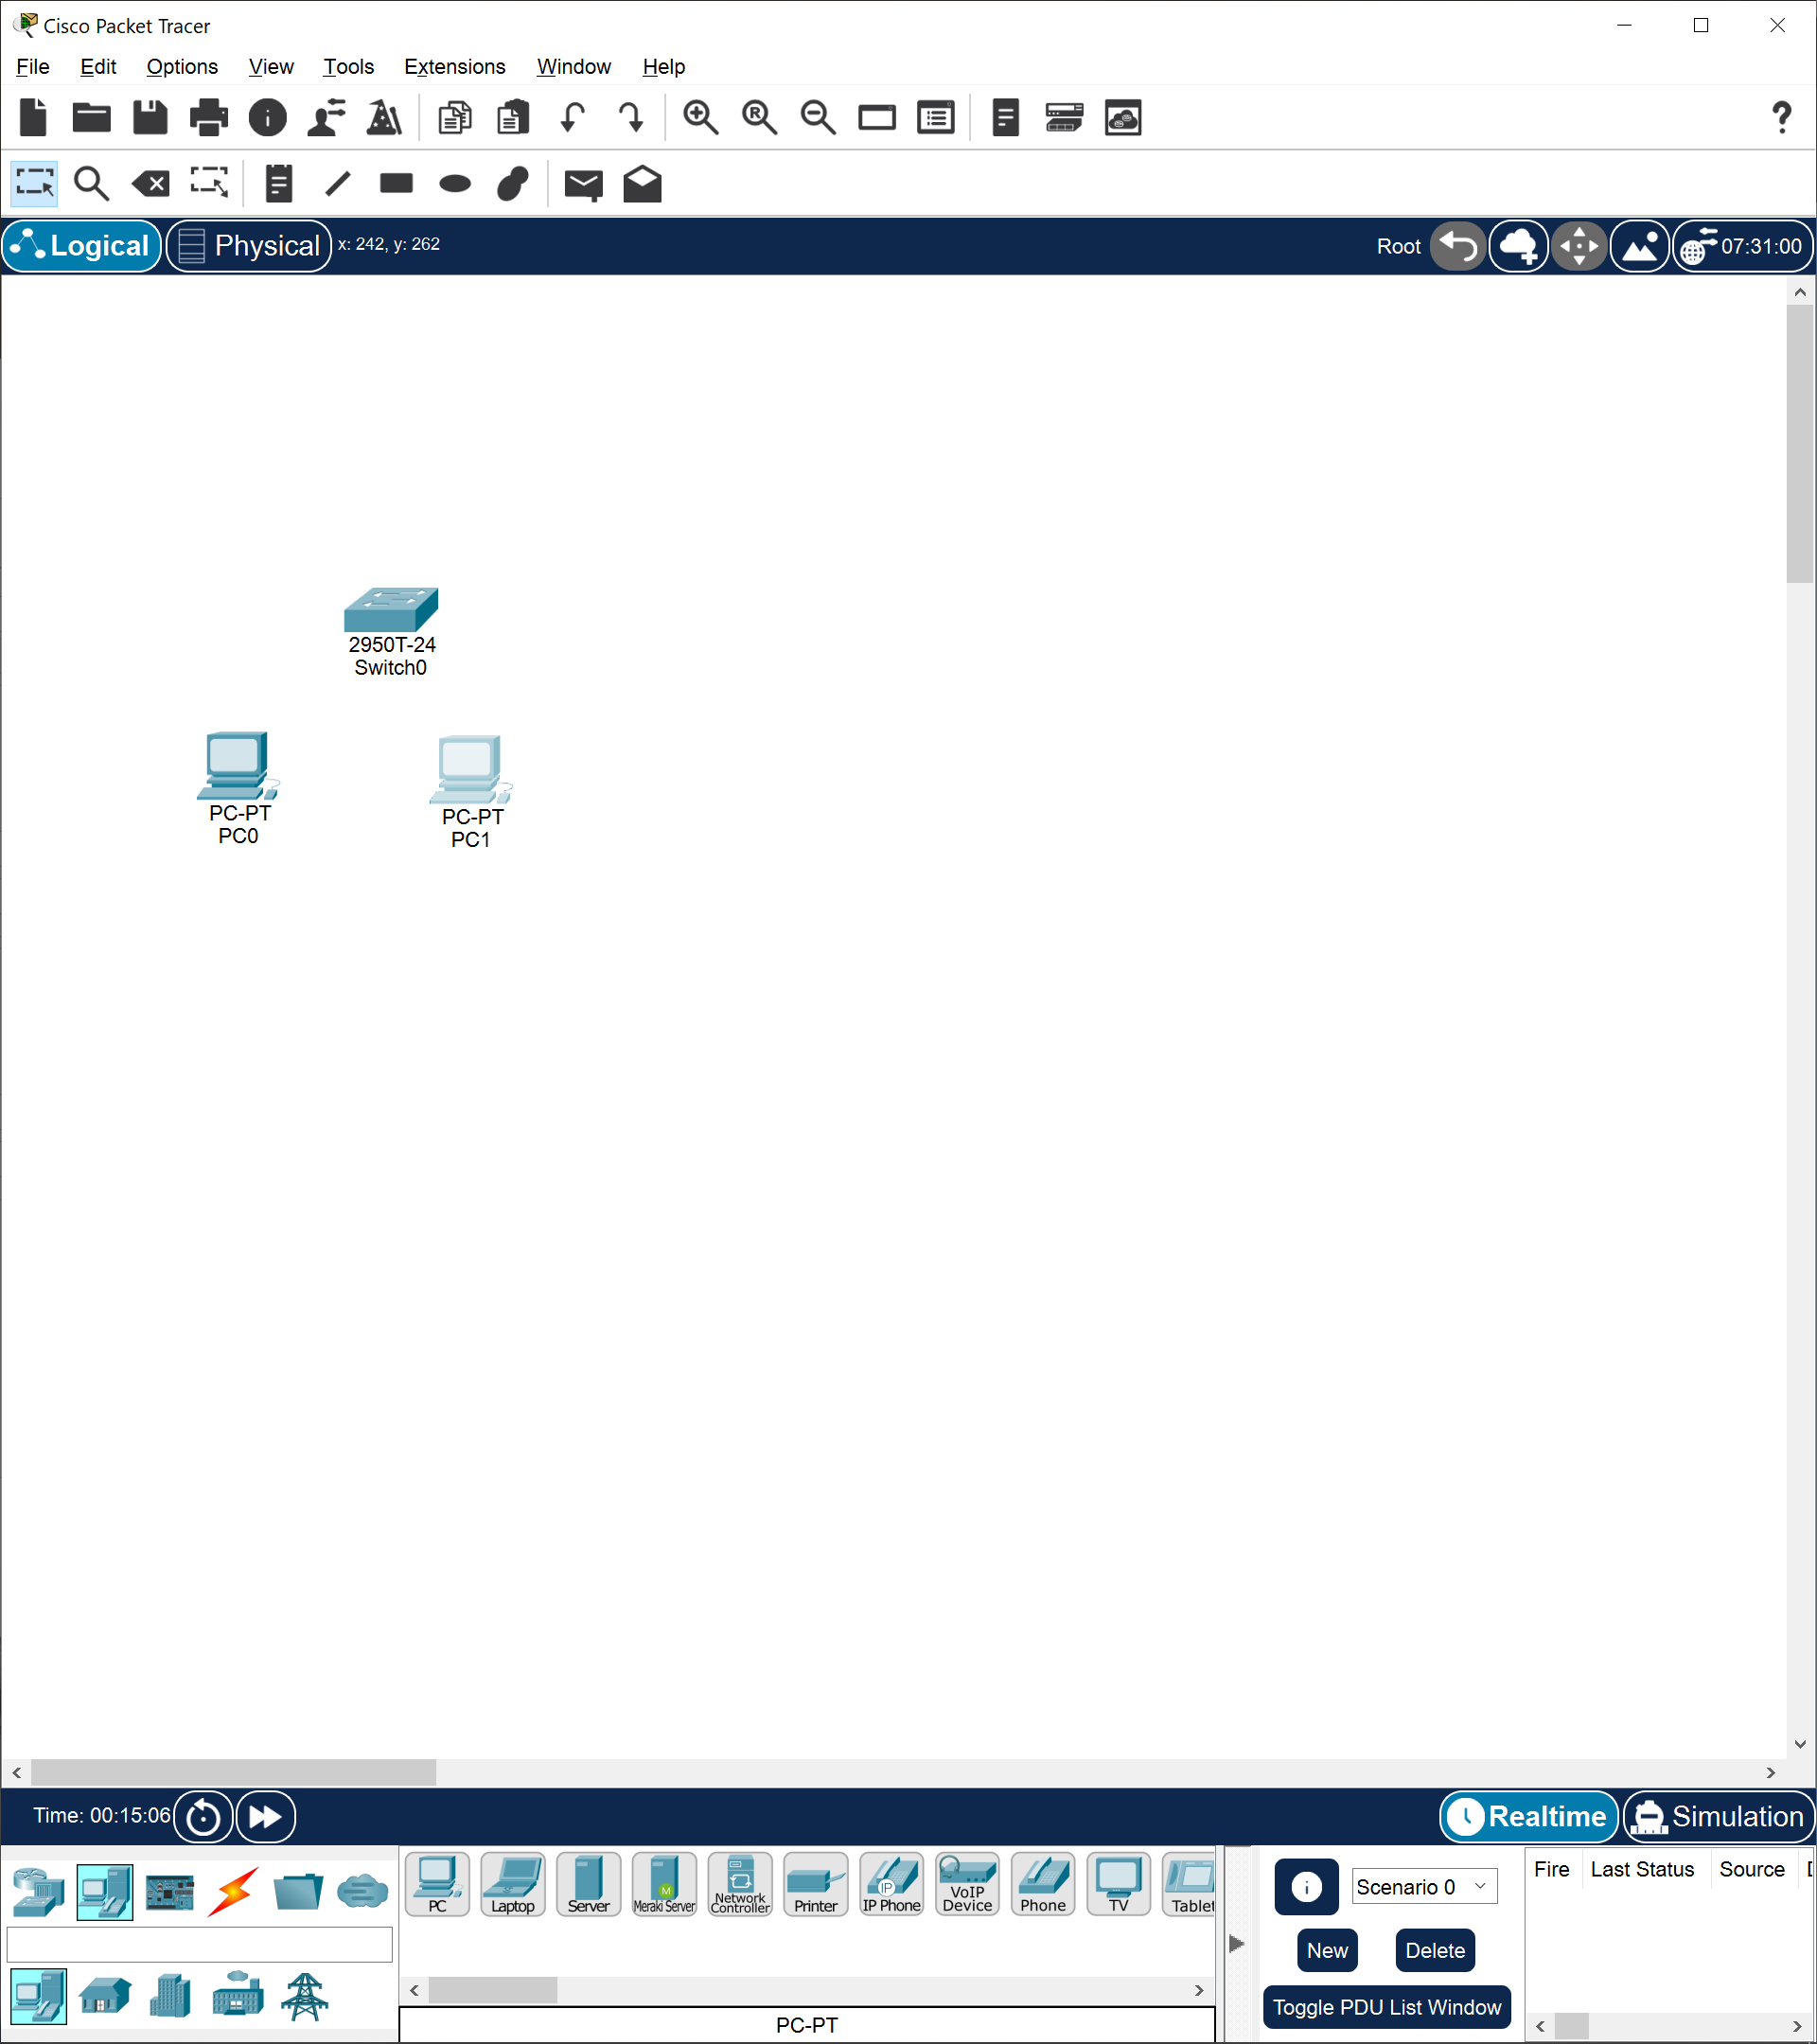 Cisco Packet Tracer
File Edit Options View Tools Extensions Window Help
Logical Physical x: 242, y: 262 Root 07:31:00
2950T-24
Switch0
PC-PT
PC0
PC-PT
PC1
Time: 00:15:06 Realtime Simulation
PC Laptop Server Meraki Server Network Controller Printer IP Phone VoIP Device Phone TV Tablet
Scenario 0
New Delete
Toggle PDU List Window
Fire Last Status Source
PC-PT